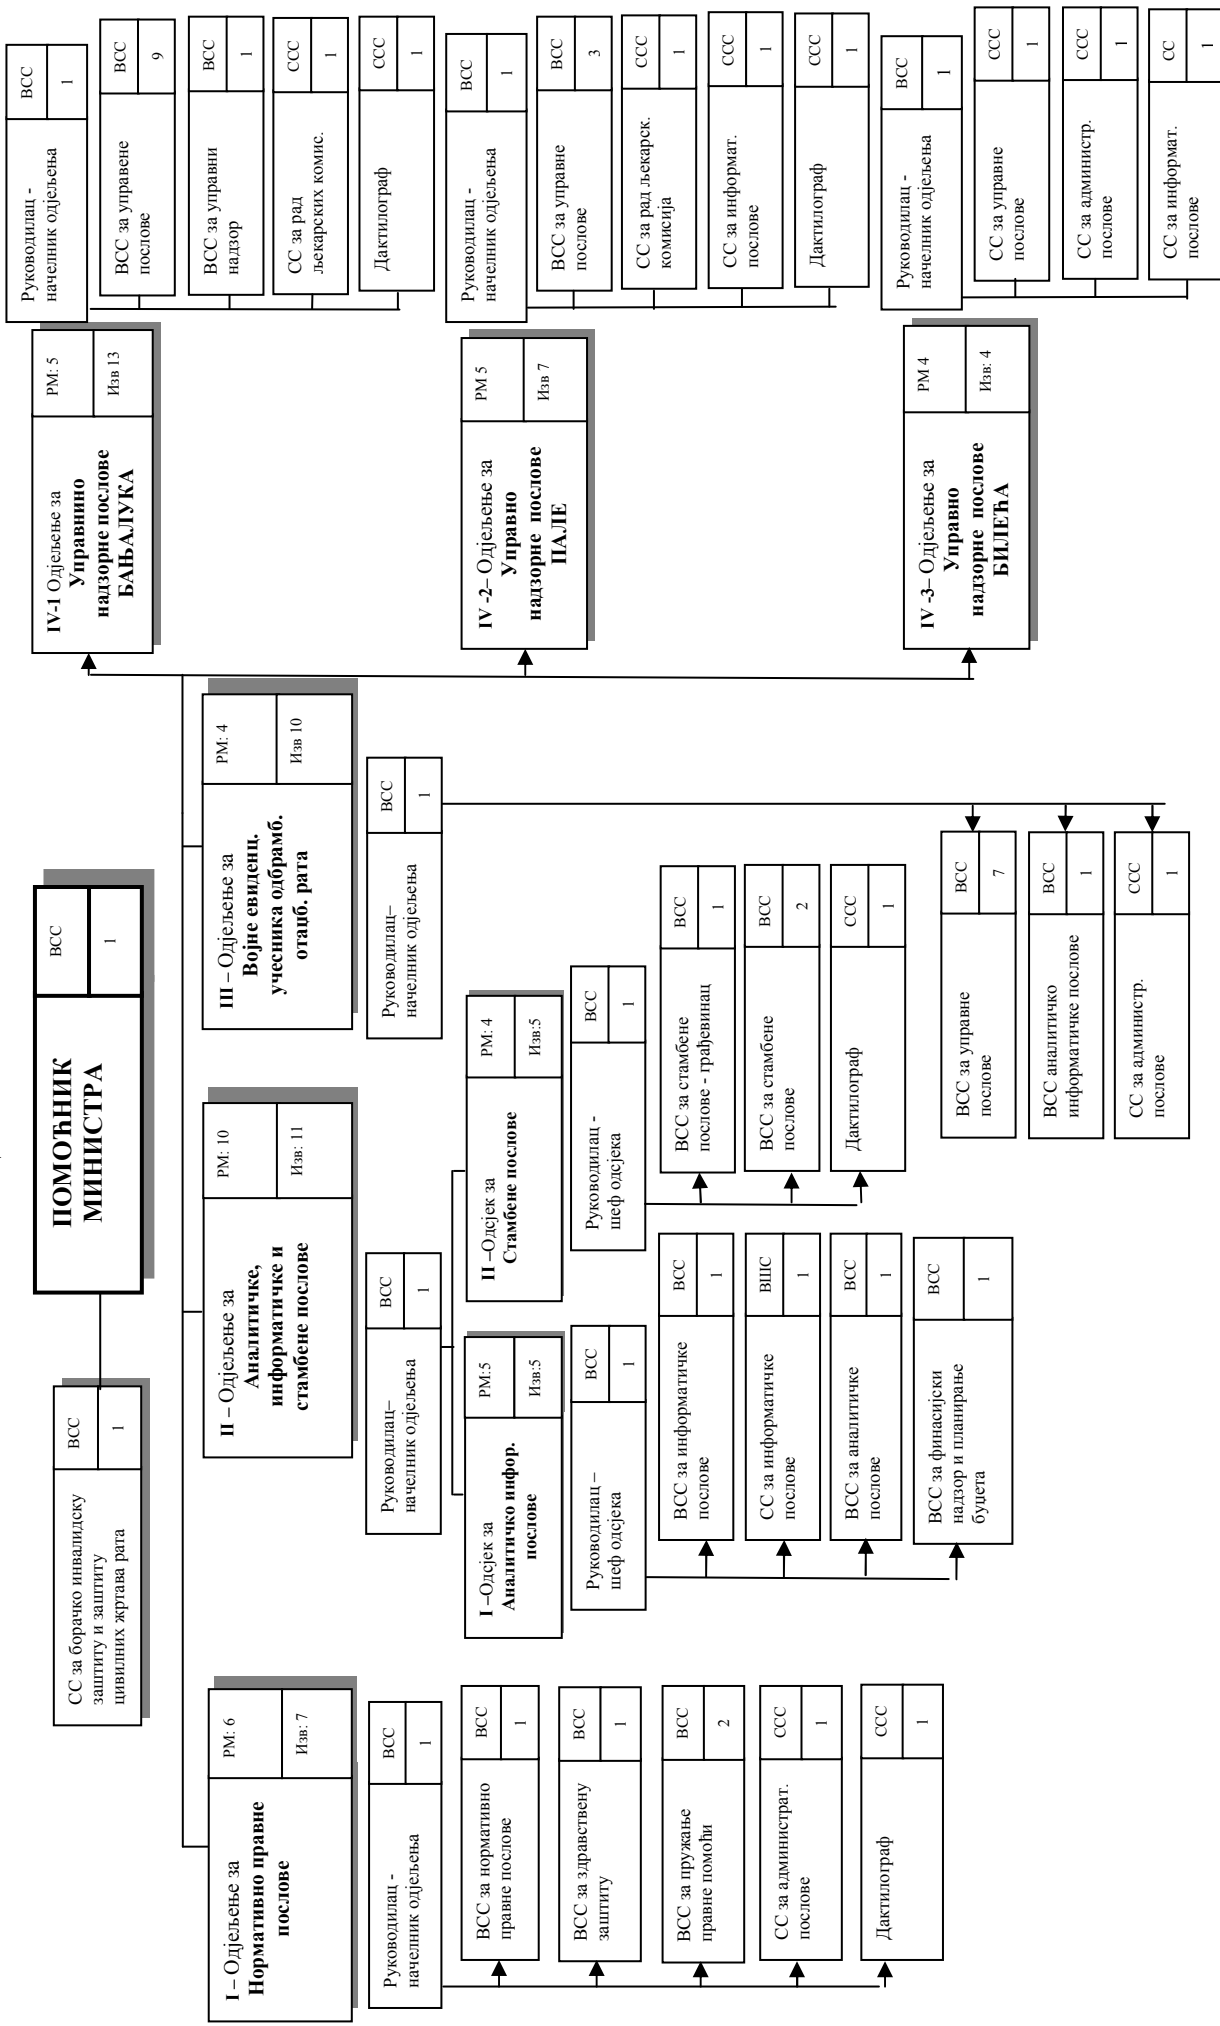 ПОМОЋНИК
МИНИСТРА
ВСС
1
СС за борачко инвалидску
заштиту и заштиту
цивилних жртава рата
ВСС
1
I – Одјељење за
Нормативно правне
послове
РМ: 6
Изв: 7
Руководилац -
начелник одјељења
ВСС
1
ВСС за нормативно
правне послове
ВСС
1
ВСС за здравствену
заштиту
ВСС
1
ВСС за пружање
правне помоћи
ВСС
2
СС за администрат.
послове
ССС
1
Дактилограф
ССС
1
II – Одјељење за
Аналитичке,
информатичке и
стамбене послове
РМ: 10
Изв: 11
Руководилац–
начелник одјељења
ВСС
1
I –Одсјек за
Аналитичко инфор.
послове
РМ:5
Изв:5
Руководилац –
шеф одсјека
ВСС
1
ВСС за информатичке
послове
ВСС
1
СС за информатичке
послове
ВШС
1
ВСС за аналитичке
послове
ВСС
1
ВСС за финасијски
надзор и планирање
буџета
ВСС
1
II –Одсјек за
Стамбене послове
РМ: 4
Изв:5
Руководилац -
шеф одсјека
ВСС
1
ВСС за стамбене
послове - грађевинац
ВСС
1
ВСС за стамбене
послове
ВСС
2
Дактилограф
ССС
1
III – Одјељење за
Војне евиденц.
учесника одбрамб.
отаџб. рата
РМ: 4
Изв 10
Руководилац–
начелник одјељења
ВСС
1
ВСС за управне
послове
ВСС
7
ВСС аналитичко
информатичке послове
ВСС
1
СС за администр.
послове
ССС
1
IV-1 Одјељење за
Управнино
надзорне послове
БАЊАЛУКА
РМ: 5
Изв 13
Руководилац -
начелник одјељења
ВСС
1
ВСС за управене
послове
ВСС
9
ВСС за управни
надзор
ВСС
1
СС за рад
љекарских комис.
ССС
1
Дактилограф
ССС
1
IV -2– Одјељење за
Управно
надзорне послове
ПАЛЕ
РМ 5
Изв 7
Руководилац -
начелник одјељења
ВСС
1
ВСС за управне
послове
ВСС
3
СС за рад љекарск.
комисија
ССС
1
СС за информат.
послове
ССС
1
Дактилограф
ССС
1
IV -3– Одјељење за
Управно
надзорне послове
БИЛЕЋА
РМ 4
Изв: 4
Руководилац -
начелник одјељења
ВСС
1
СС за управне
послове
ССС
1
СС за администр.
послове
ССС
1
СС за информат.
послове
СС
1